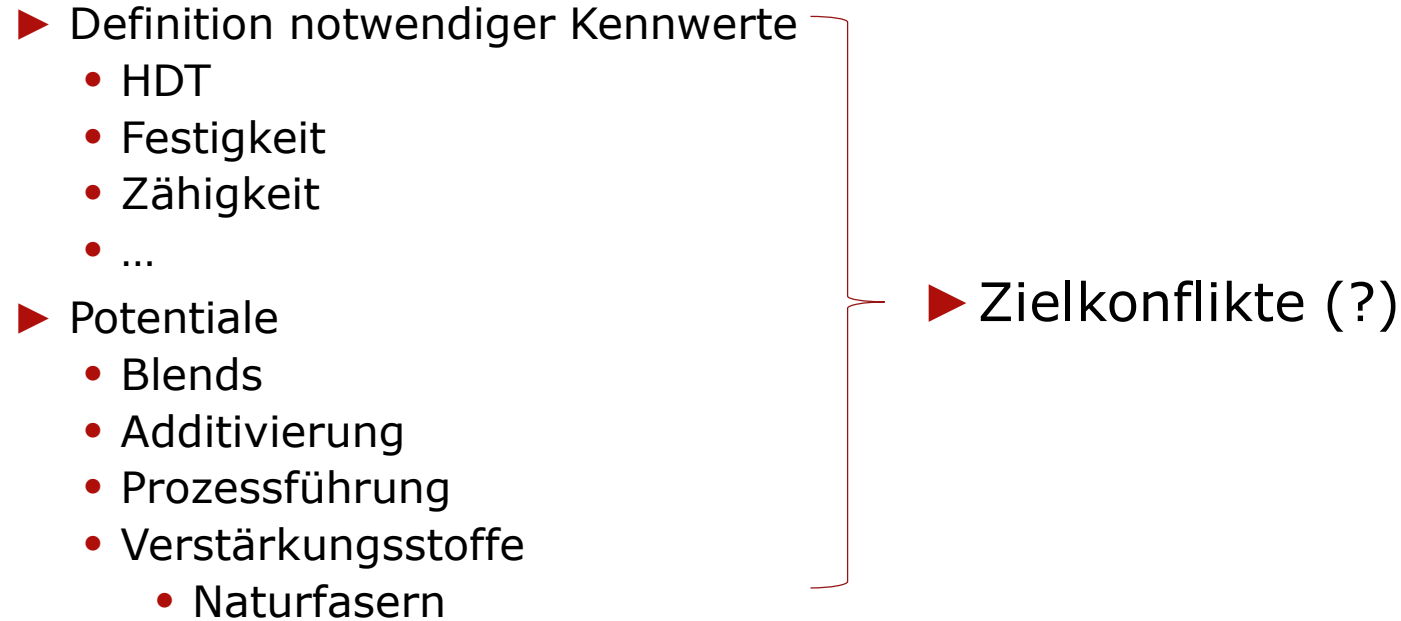 ► Definition notwendiger Kennwerte
• HDT
• Festigkeit
• Zähigkeit
• …
► Potentiale
• Blends
• Additivierung
• Prozessführung
• Verstärkungsstoffe
• Naturfasern
► Zielkonflikte (?)